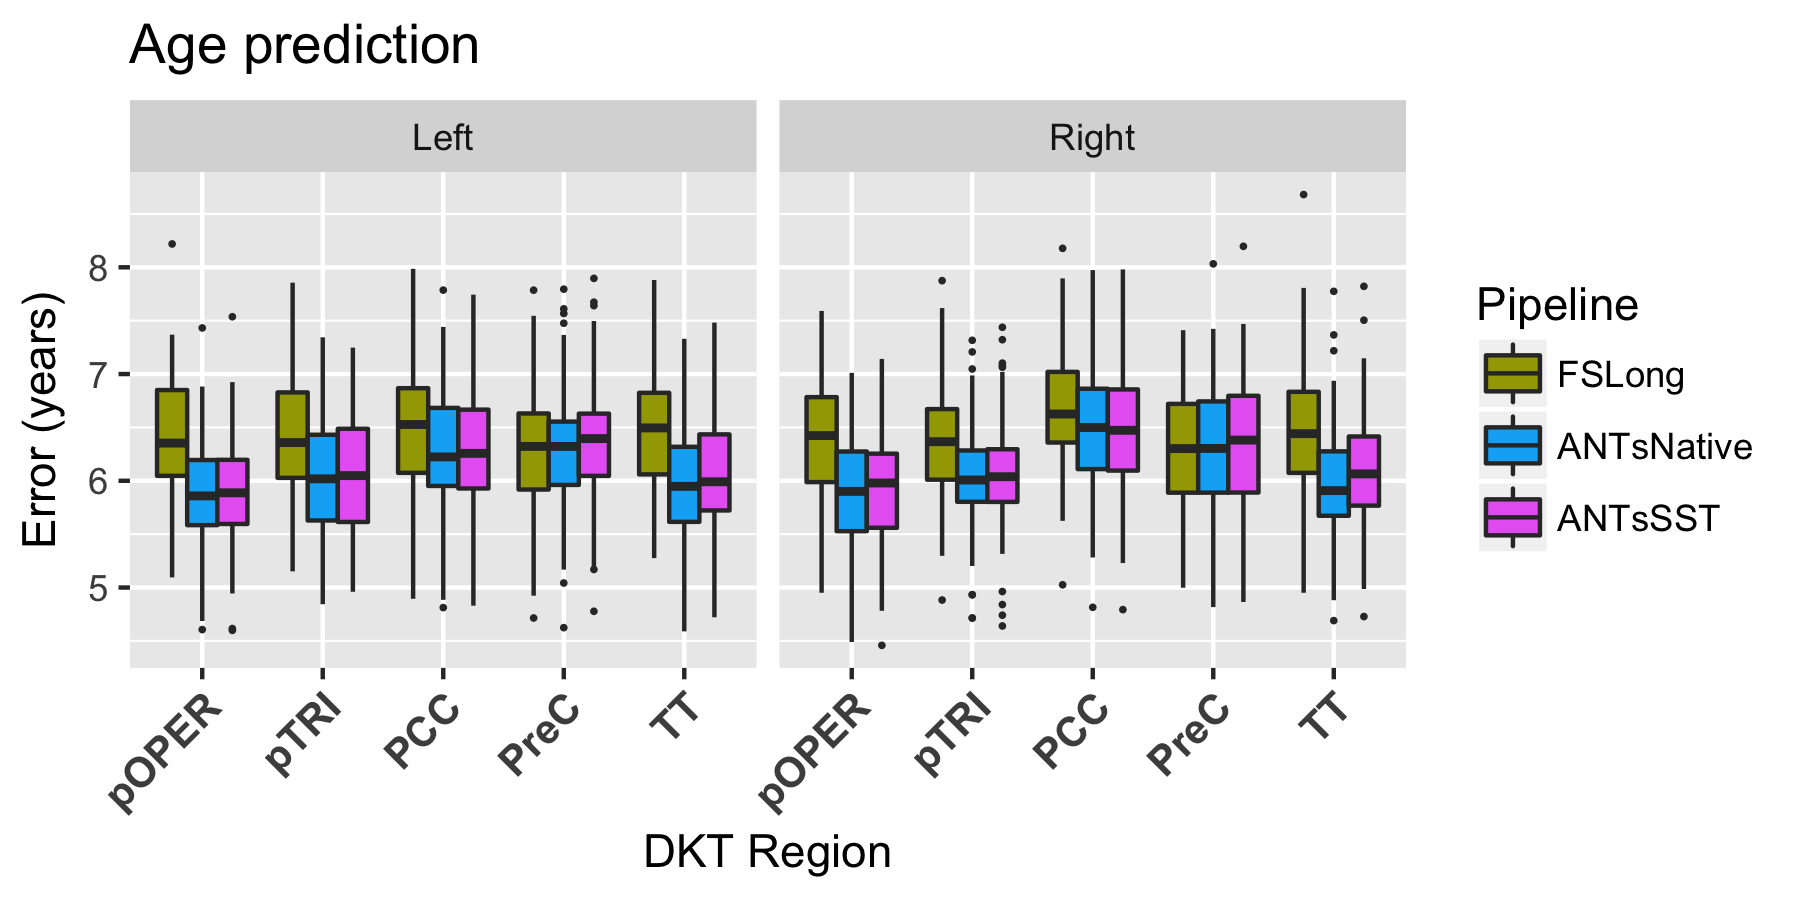 Age prediction
Left
Right
Error (years)
8
7
6
5
pOPER
pTRI
PCC
PreC
TT
pOPER
pTRI
PCC
PreC
TT
DKT Region
Pipeline
FSLong
ANTsNative
ANTsSST